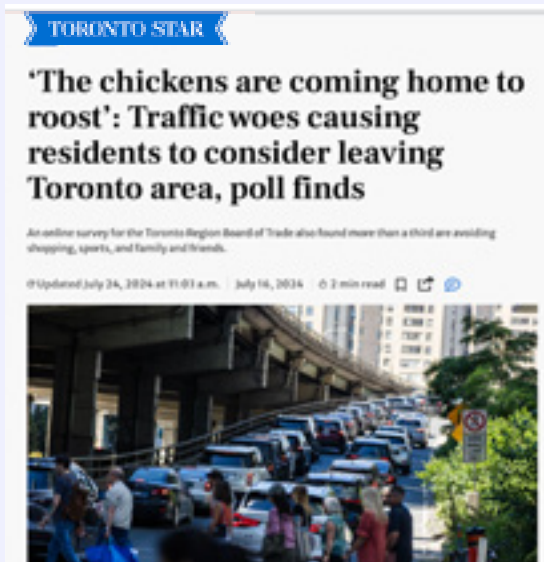 TORONTO STAR
‘The chickens are coming home to
roost’: Traffic woes causing
residents to consider leaving
Toronto area, poll finds
An online survey for the Toronto Region Board of Trade also found more than a third are avoiding
shopping, sports, and family and friends.
Updated July 24, 2024 at 11:03 a.m. July 16, 2024 2 min read